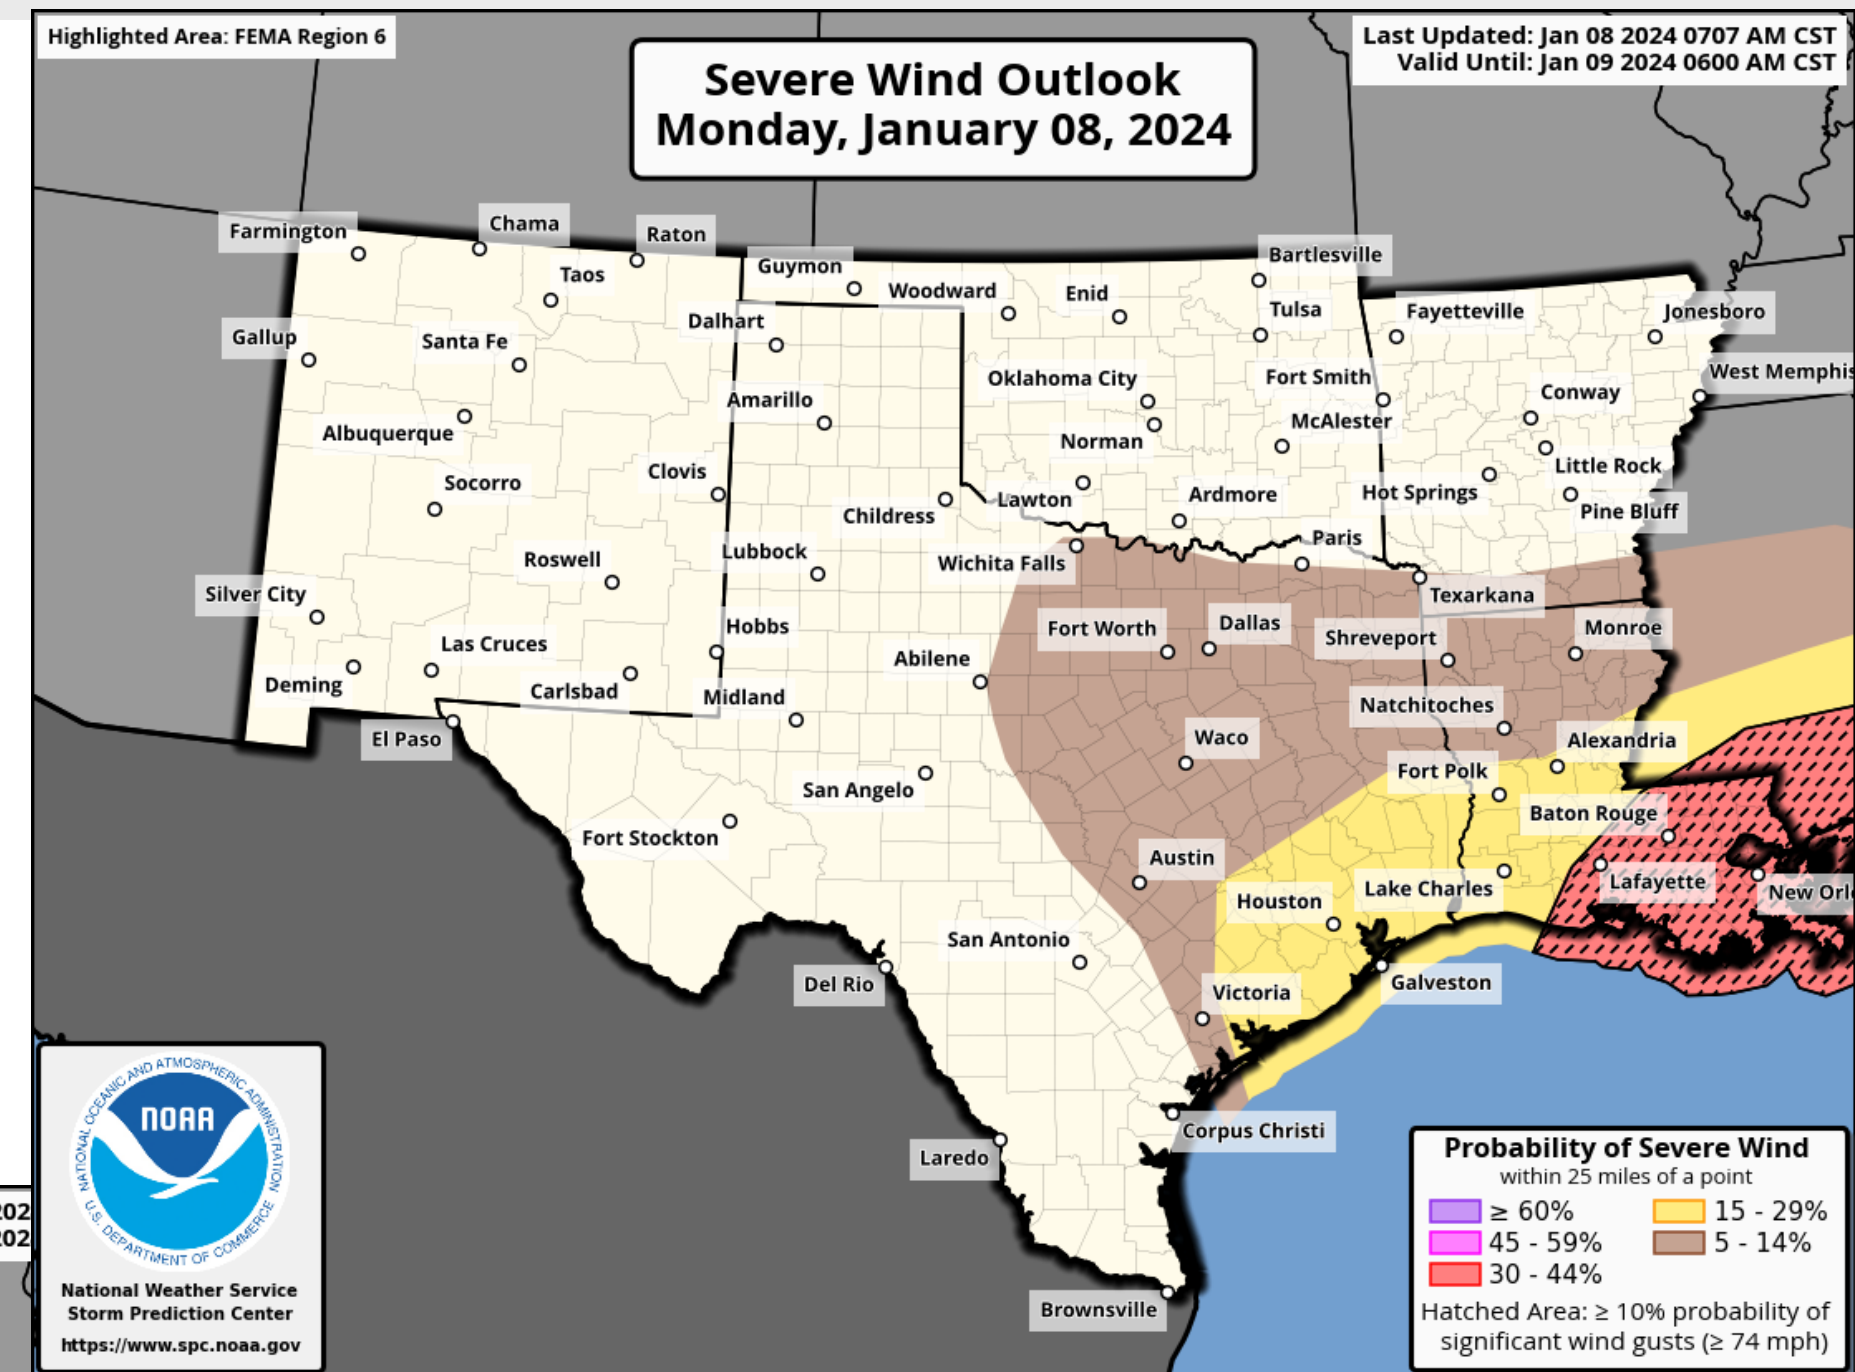 Highlighted Area: FEMA Region 6
Last Updated: Jan 08 2024 0707 AM CST
Valid Until: Jan 09 2024 0600 AM CST
Severe Wind Outlook
Monday, January 08, 2024
Farmington
Chama
Raton
Taos
Guymon
Woodward
Enid
Bartlesville
Tulsa
Fayetteville
Jonesboro
Gallup
Santa Fe
Dalhart
West Memphis
Albuquerque
Amarillo
Oklahoma City
Fort Smith
Conway
Norman
McAlester
Little Rock
Socorro
Clovis
Childress
Lawton
Ardmore
Hot Springs
Pine Bluff
Roswell
Lubbock
Wichita Falls
Paris
Texarkana
Silver City
Las Cruces
Hobbs
Fort Worth
Dallas
Shreveport
Monroe
Deming
Carlsbad
Midland
Abilene
Natchitoches
El Paso
Waco
Alexandria
San Angelo
Fort Polk
Fort Stockton
Baton Rouge
Austin
Lake Charles
Lafayette
New Orl
Houston
San Antonio
Del Rio
Victoria
Galveston
Laredo
Corpus Christi
Brownsville
202
202
NATIONAL OCEANIC AND ATMOSPHERIC ADMINISTRATION
NOAA
U.S. DEPARTMENT OF COMMERCE
National Weather Service
Storm Prediction Center
https://www.spc.noaa.gov
Probability of Severe Wind
within 25 miles of a point
≥ 60%
15 - 29%
45 - 59%
5 - 14%
30 - 44%
Hatched Area: ≥ 10% probability of
significant wind gusts (≥ 74 mph)